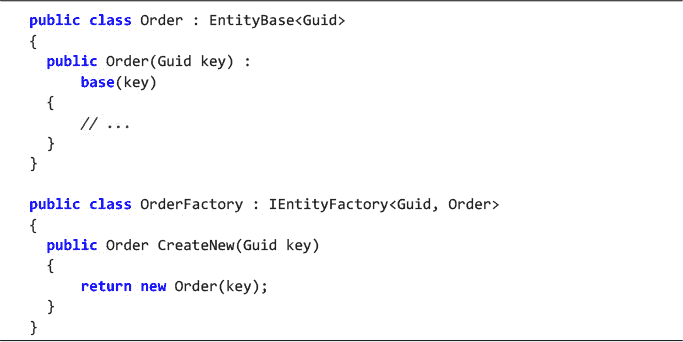 public class Order : EntityBase<Guid>
{
  public Order(Guid key) :
      base(key)
  {
      // ...
  }
}

public class OrderFactory : IEntityFactory<Guid, Order>
{
  public Order CreateNew(Guid key)
  {
      return new Order(key);
  }
}